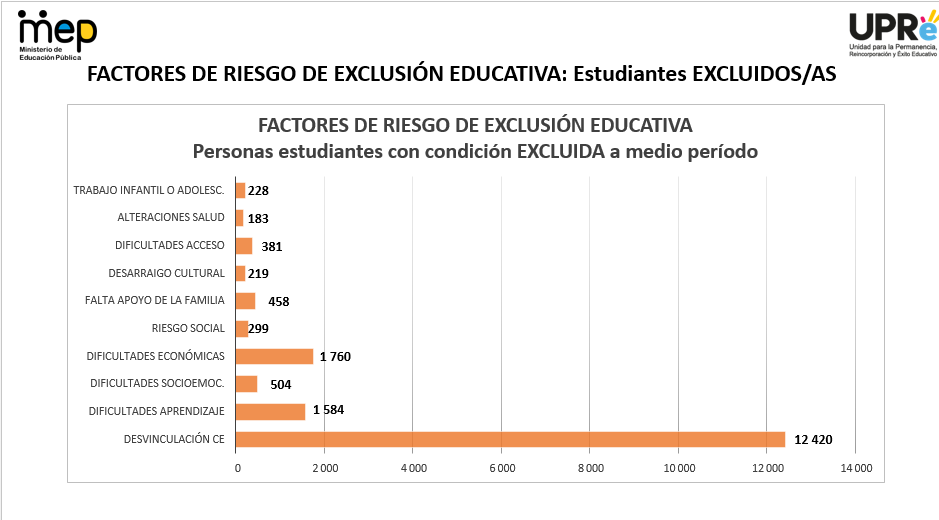 mep
Ministerio de
Educación Pública
UPRe
Unidad para la Permanencia,
Reincorporación y Éxito Educativo
FACTORES DE RIESGO DE EXCLUSIÓN EDUCATIVA: Estudiantes EXCLUIDOS/AS
FACTORES DE RIESGO DE EXCLUSIÓN EDUCATIVA
Personas estudiantes con condición EXCLUIDA a medio período
TRABAJO INFANTIL O ADOLESC. 228
ALTERACIONES SALUD 183
DIFICULTADES ACCESO 381
DESARRAIGO CULTURAL 219
FALTA APOYO DE LA FAMILIA 458
RIESGO SOCIAL 299
DIFICULTADES ECONÓMICAS 1 760
DIFICULTADES SOCIOEMOC. 504
DIFICULTADES APRENDIZAJE 1 584
DESVINCULACIÓN CE 12 420
0 2 000 4 000 6 000 8 000 10 000 12 000 14 000